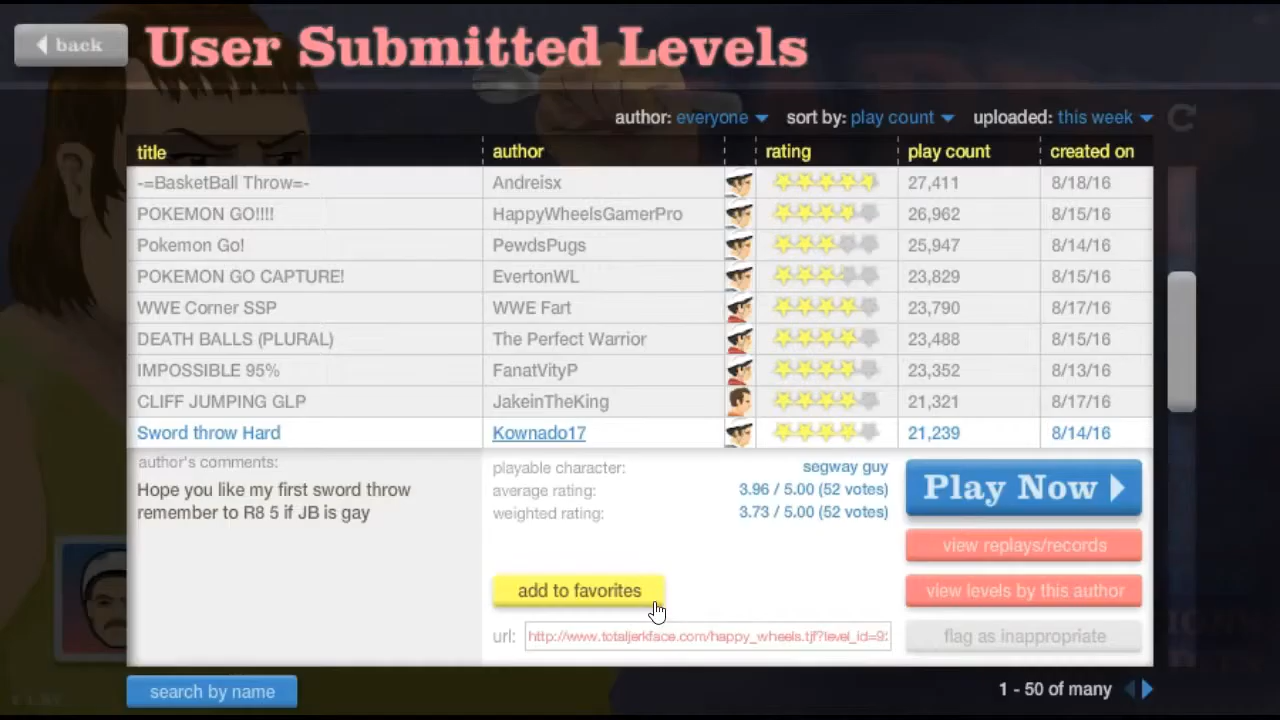 back
User Submitted Levels
author: everyone sort by: play count uploaded: this week
title author rating play count created on
-=BasketBall Throw=- Andreisx 27,411 8/18/16
POKEMON GO!!!! HappyWheelsGamerPro 26,962 8/15/16
Pokemon Go! PewdsPugs 25,947 8/14/16
POKEMON GO CAPTURE! EvertonWL 23,829 8/15/16
WWE Corner SSP WWE Fart 23,790 8/17/16
DEATH BALLS (PLURAL) The Perfect Warrior 23,488 8/15/16
IMPOSSIBLE 95% FanatVityP 23,352 8/13/16
CLIFF JUMPING GLP JakeinTheKing 21,321 8/17/16
Sword throw Hard Kownado17 21,239 8/14/16
author's comments:
Hope you like my first sword throw
remember to R8 5 if JB is gay
playable character: segway guy
average rating: 3.96 / 5.00 (52 votes)
weighted rating: 3.73 / 5.00 (52 votes)
add to favorites
url: http://www.totaljerkface.com/happy_wheels.tjf?level_id=9
Play Now
view replays/records
view levels by this author
flag as inappropriate
search by name
1 - 50 of many